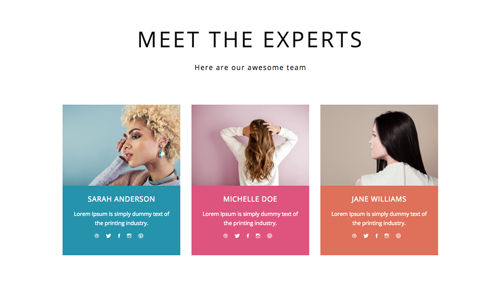 MEET THE EXPERTS
Here are our awesome team
SARAH ANDERSON
Lorem Ipsum is simply dummy text of
the printing industry.
MICHELLE DOE
Lorem Ipsum is simply dummy text of
the printing industry.
JANE WILLIAMS
Lorem Ipsum is simply dummy text of
the printing industry.